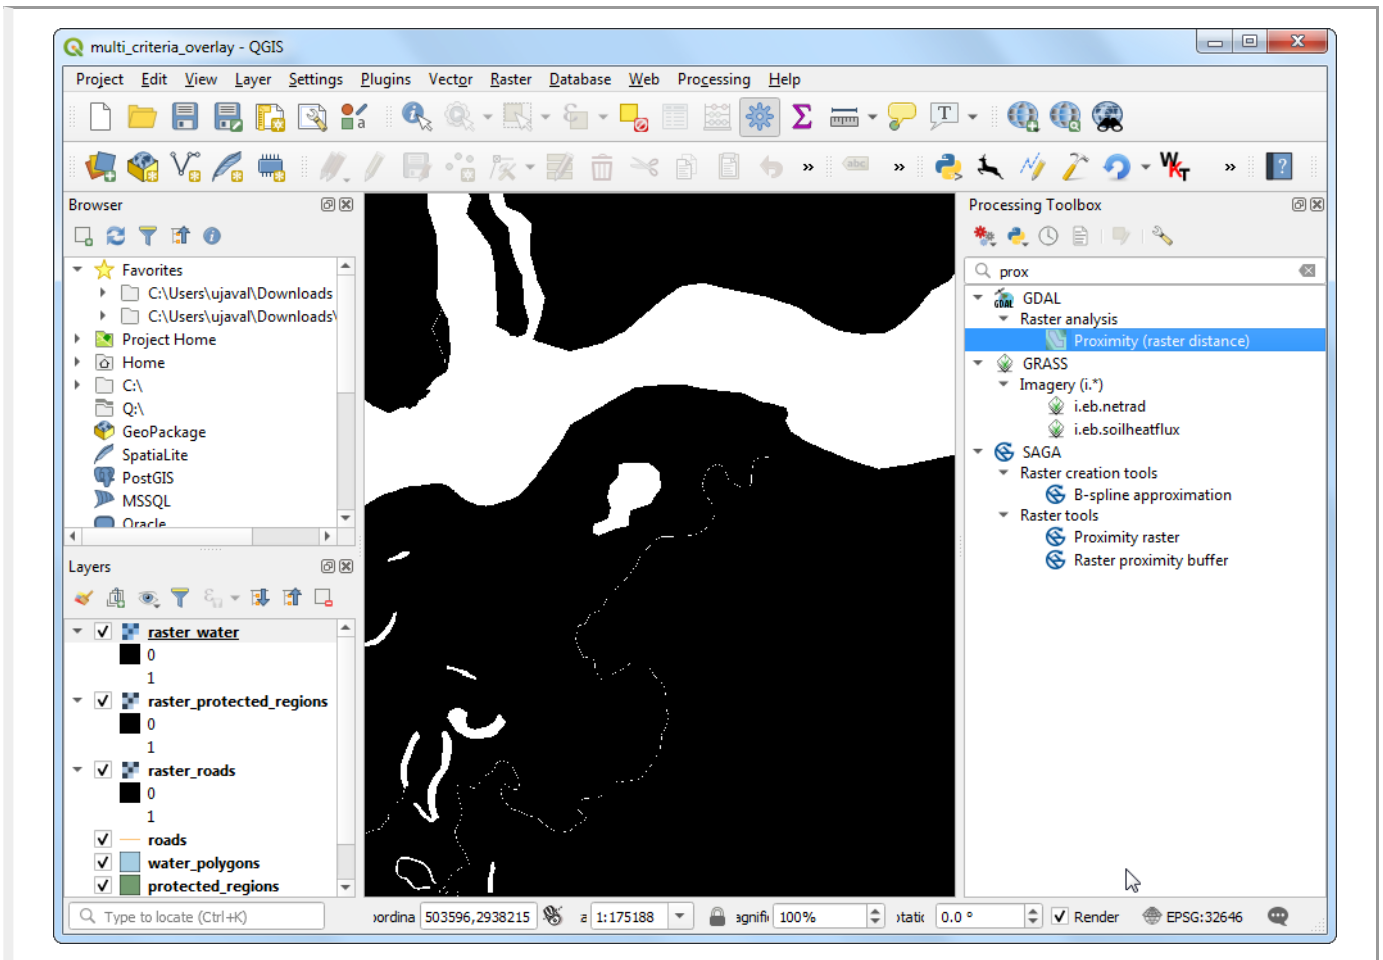 multi_criteria_overlay - QGIS
Project Edit View Layer Settings Plugins Vector Raster Database Web Processing Help
Browser
Favorites
C:\Users\ujaval\Downloads
C:\Users\ujaval\Downloads\
Project Home
Home
C:\
Q:\
GeoPackage
SpatiaLite
PostGIS
MSSQL
Oracle
Layers
raster_water
0
1
raster_protected_regions
0
1
raster_roads
0
1
roads
water_polygons
protected_regions
Processing Toolbox
prox
GDAL
Raster analysis
Proximity (raster distance)
GRASS
Imagery (i.*)
i.eb.netrad
i.eb.soilheatflux
SAGA
Raster creation tools
B-spline approximation
Raster tools
Proximity raster
Raster proximity buffer
Type to locate (Ctrl+K) ordina 503596,2938215 1:175188 agnifi 100% otatic 0.0 ° Render EPSG:32646